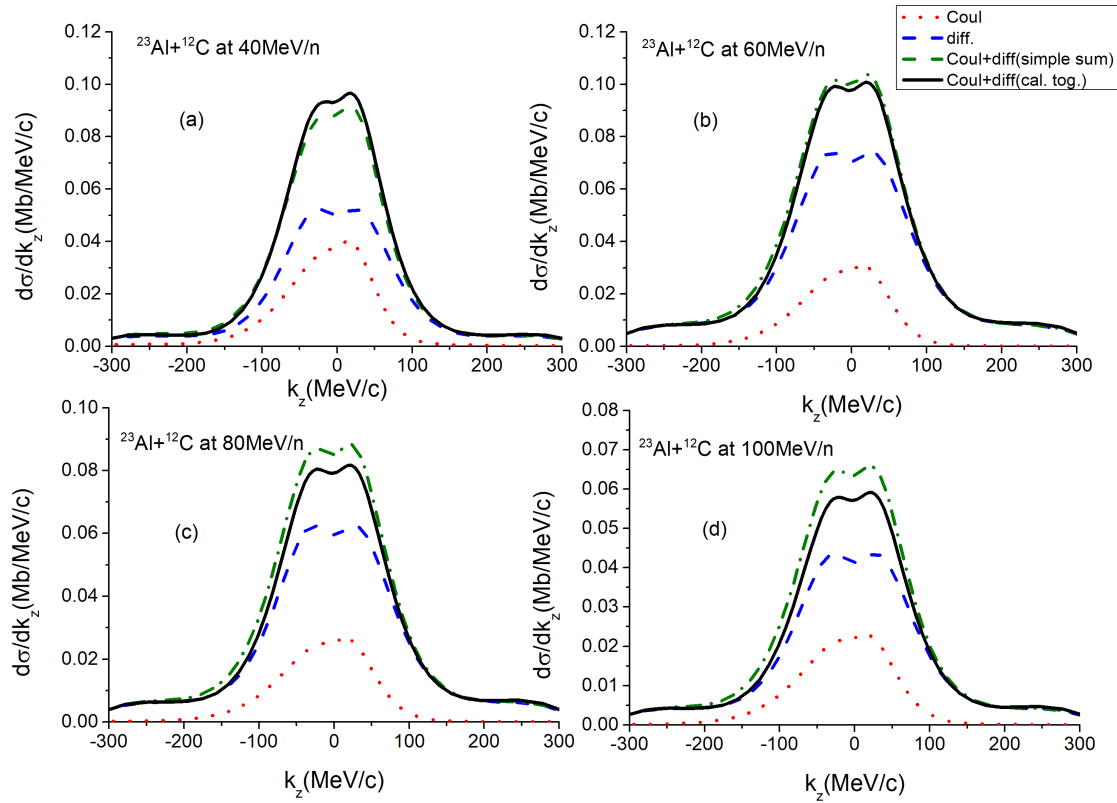 ²³Al+¹²C at 40MeV/n
(a)
dσ/dk_z(Mb/MeV/c)
0.12
0.10
0.08
0.06
0.04
0.02
0.00
-300 -200 -100 0 100 200 300
k_z(MeV/c)
²³Al+¹²C at 60MeV/n
(b)
Coul
diff.
Coul+diff(simple sum)
Coul+diff(cal. tog.)
dσ/dk_z(Mb/MeV/c)
0.12
0.10
0.08
0.06
0.04
0.02
0.00
-300 -200 -100 0 100 200 300
k_z(MeV/c)
²³Al+¹²C at 80MeV/n
(c)
dσ/dk_z(Mb/MeV/c)
0.10
0.08
0.06
0.04
0.02
0.00
-300 -200 -100 0 100 200 300
k_z(MeV/c)
²³Al+¹²C at 100MeV/n
(d)
dσ/dk_z(Mb/MeV/c)
0.08
0.07
0.06
0.05
0.04
0.03
0.02
0.01
0.00
-300 -200 -100 0 100 200 300
k_z(MeV/c)